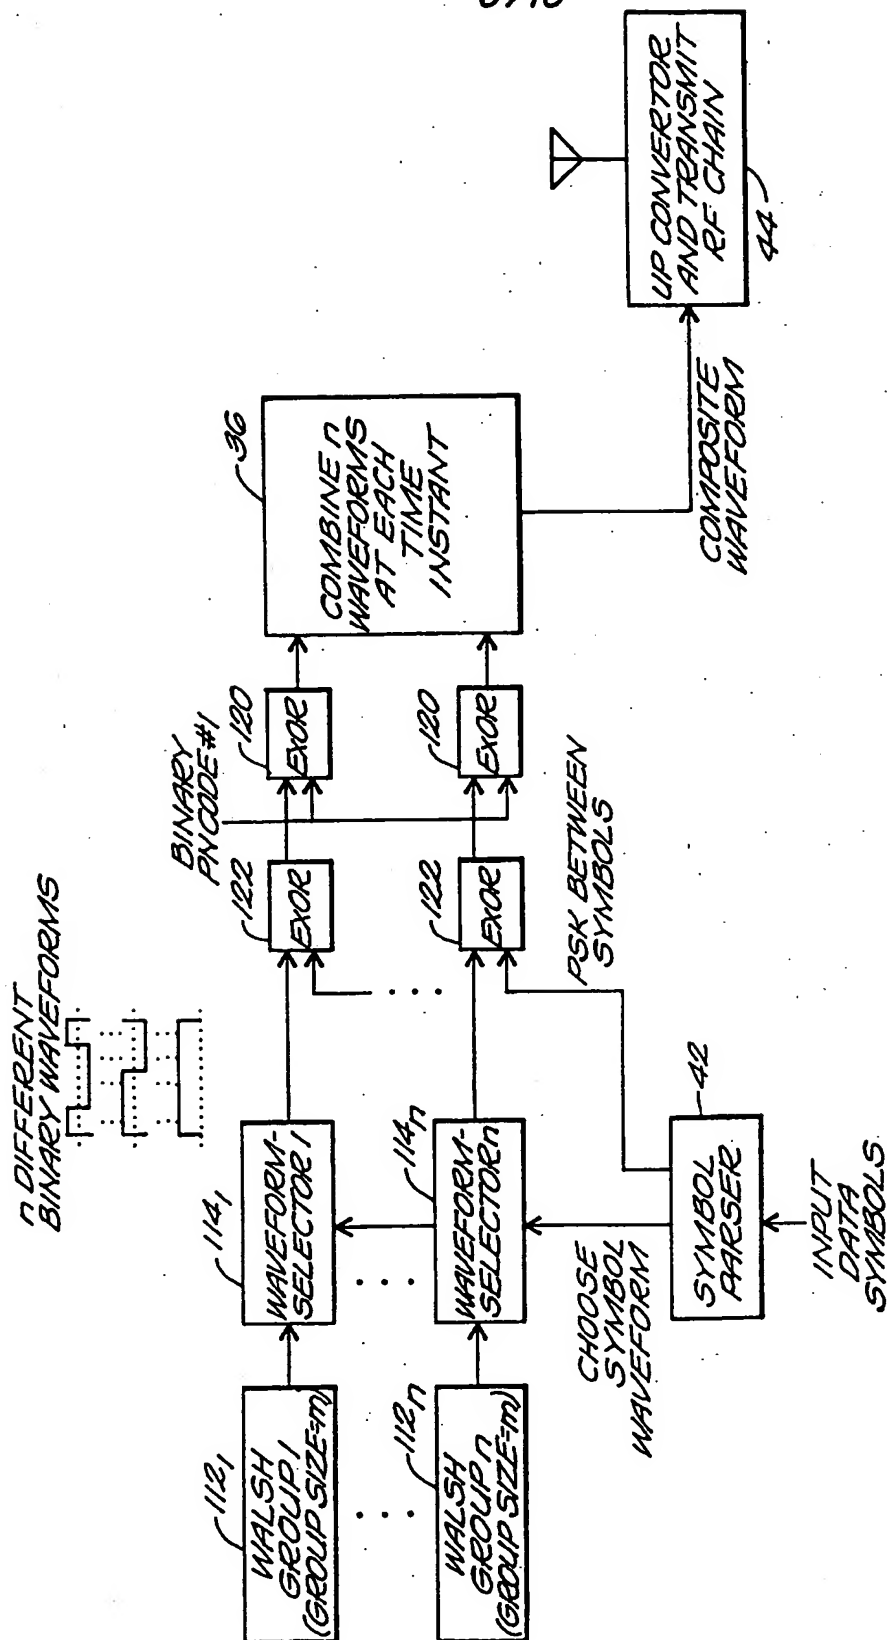 n DIFFERENT
BINARY WAVEFORMS
WALSH
GROUP 1
(GROUP SIZE=m)
112₁
WALSH
GROUP n
(GROUP SIZE=m)
112n
WAVEFORM-
SELECTOR 1
114₁
WAVEFORM-
SELECTOR n
114n
CHOOSE
SYMBOL
WAVEFORM
SYMBOL
PARSER
42
INPUT
DATA
SYMBOLS
EXOR
122
EXOR
122
PSK BETWEEN
SYMBOLS
BINARY
PN CODE #1
EXOR
120
EXOR
120
COMBINE n
WAVEFORMS
AT EACH
TIME
INSTANT
36
COMPOSITE
WAVEFORM
UP CONVERTOR
AND TRANSMIT
RF CHAIN
44